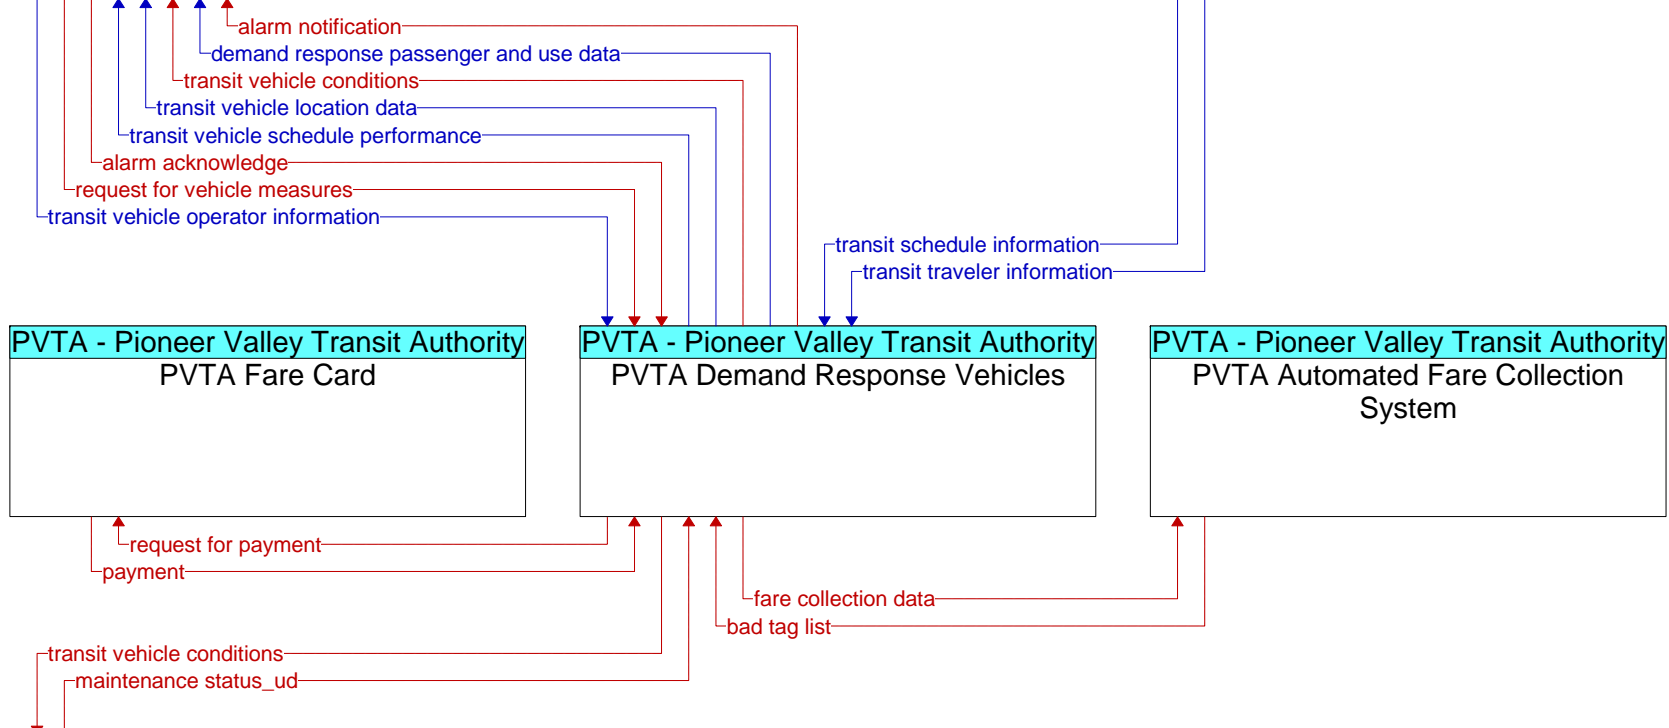 alarm notification
demand response passenger and use data
transit vehicle conditions
transit vehicle location data
transit vehicle schedule performance
alarm acknowledge
request for vehicle measures
transit vehicle operator information
transit schedule information
transit traveler information
PVTA - Pioneer Valley Transit Authority
PVTA Fare Card
PVTA - Pioneer Valley Transit Authority
PVTA Demand Response Vehicles
PVTA - Pioneer Valley Transit Authority
PVTA Automated Fare Collection
System
request for payment
payment
fare collection data
bad tag list
transit vehicle conditions
maintenance status_ud